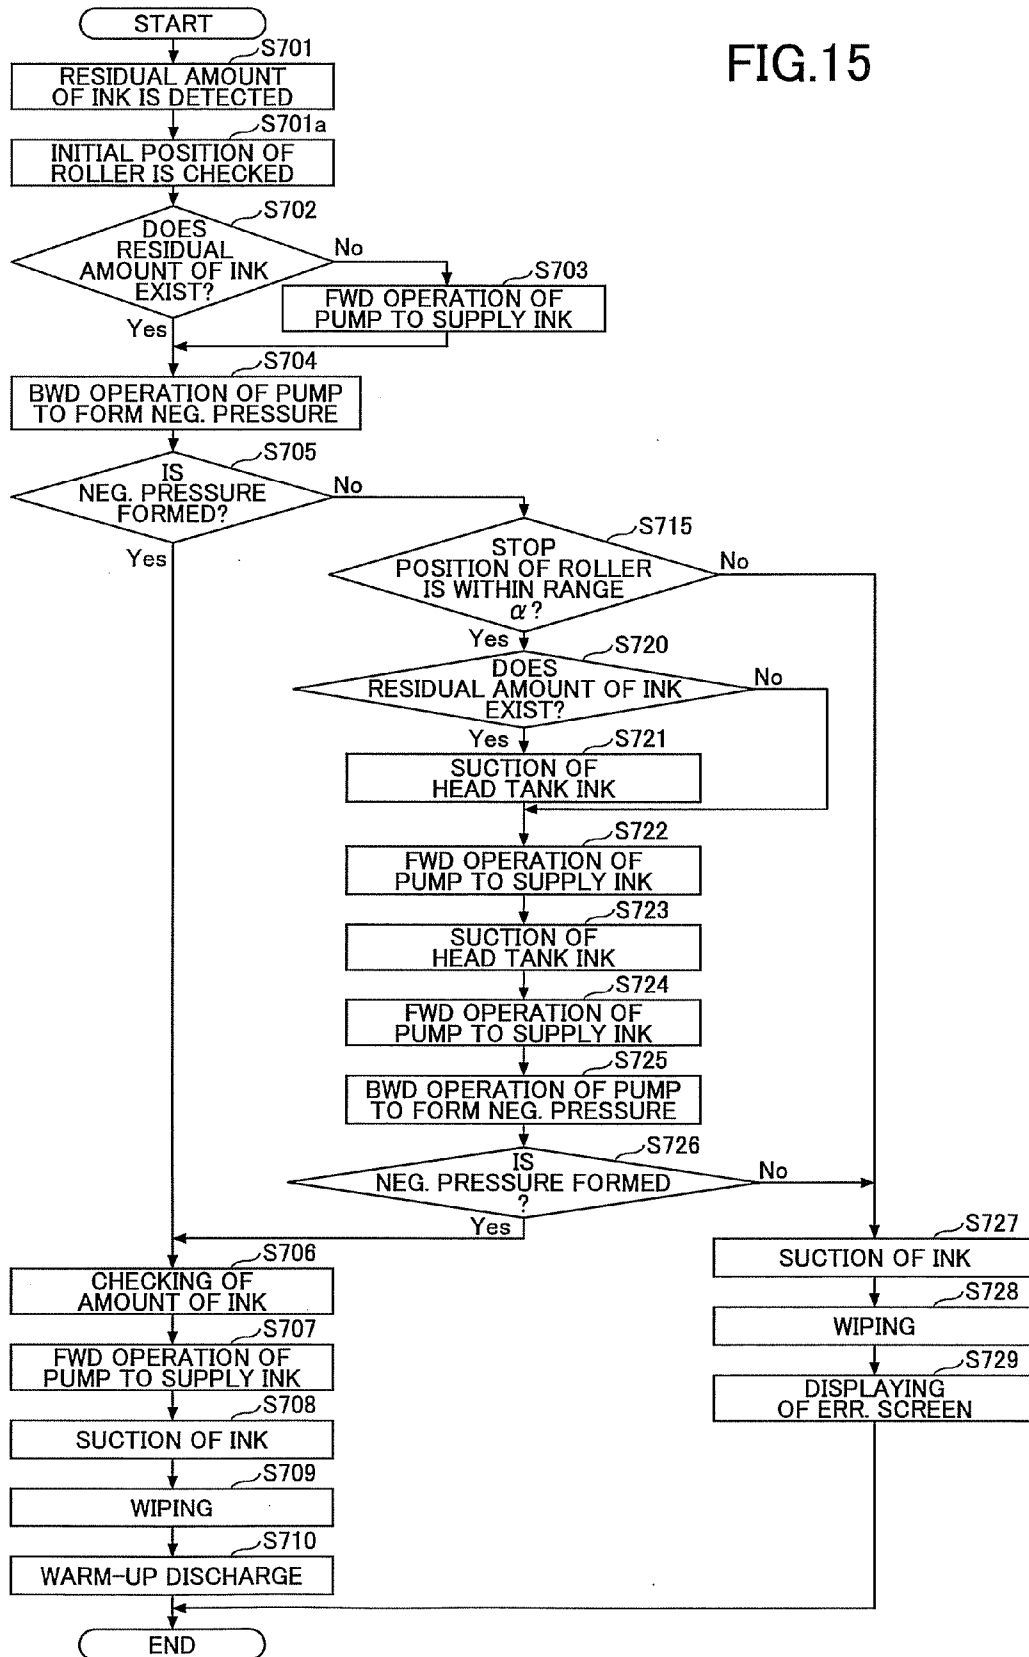 START
FIG.15
S701
RESIDUAL AMOUNT
OF INK IS DETECTED
S701a
INITIAL POSITION OF
ROLLER IS CHECKED
S702
DOES
RESIDUAL
AMOUNT OF INK
EXIST?
No
Yes
S703
FWD OPERATION OF
PUMP TO SUPPLY INK
S704
BWD OPERATION OF PUMP
TO FORM NEG. PRESSURE
S705
IS
NEG. PRESSURE
FORMED?
No
Yes
S715
STOP
POSITION OF ROLLER
IS WITHIN RANGE
α?
No
Yes
S720
DOES
RESIDUAL AMOUNT OF INK
EXIST?
No
Yes
S721
SUCTION OF
HEAD TANK INK
S722
FWD OPERATION OF
PUMP TO SUPPLY INK
S723
SUCTION OF
HEAD TANK INK
S724
FWD OPERATION OF
PUMP TO SUPPLY INK
S725
BWD OPERATION OF PUMP
TO FORM NEG. PRESSURE
S726
IS
NEG. PRESSURE FORMED
?
No
Yes
S706
CHECKING OF
AMOUNT OF INK
S707
FWD OPERATION OF
PUMP TO SUPPLY INK
S708
SUCTION OF INK
S709
WIPING
S710
WARM-UP DISCHARGE
S727
SUCTION OF INK
S728
WIPING
S729
DISPLAYING
OF ERR. SCREEN
END